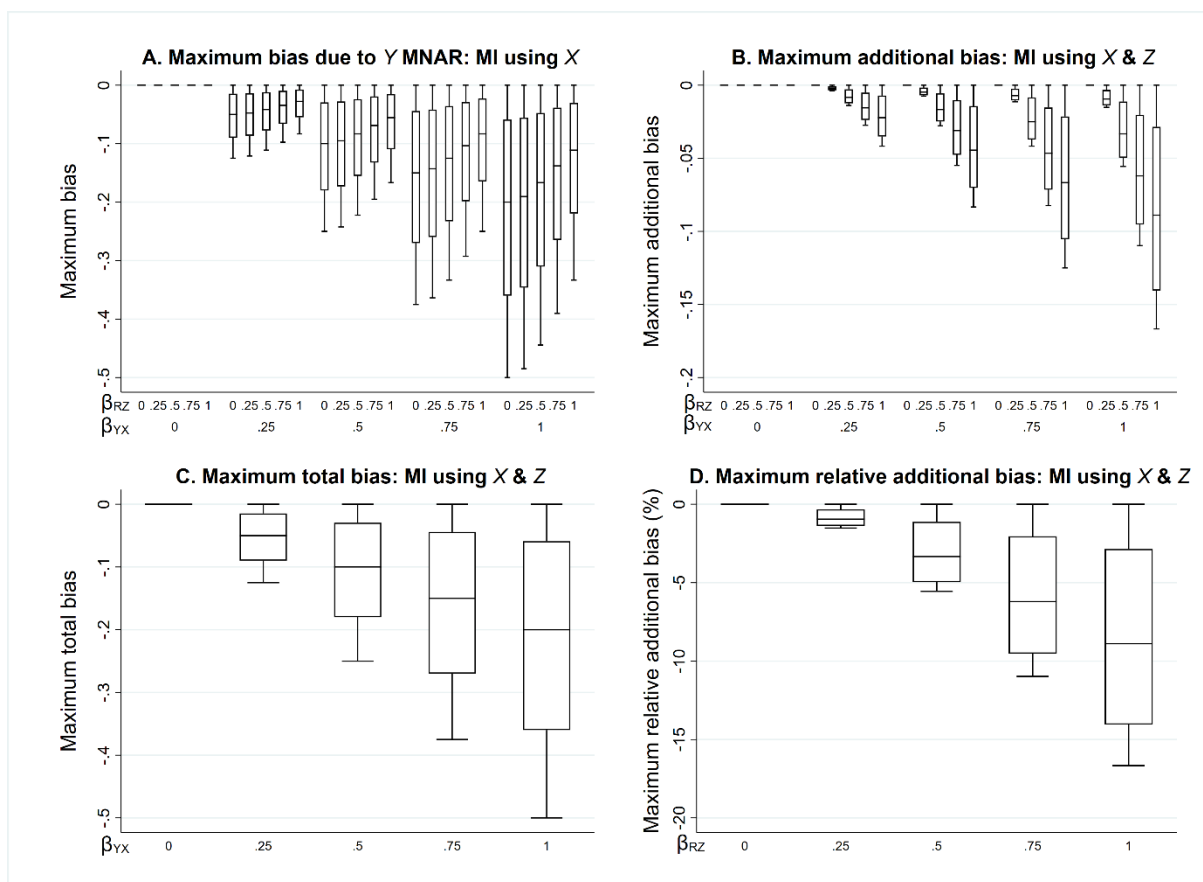 A. Maximum bias due to Y MNAR: MI using X
Maximum bias
0
-.1
-.2
-.3
-.4
-.5
βRZ 0 .25 .5 .75 1 0 .25 .5 .75 1 0 .25 .5 .75 1 0 .25 .5 .75 1 0 .25 .5 .75 1
βYX 0 .25 .5 .75 1
B. Maximum additional bias: MI using X & Z
Maximum additional bias
0
-.05
-.1
-.15
-.2
βRZ 0 .25 .5 .75 1 0 .25 .5 .75 1 0 .25 .5 .75 1 0 .25 .5 .75 1 0 .25 .5 .75 1
βYX 0 .25 .5 .75 1
C. Maximum total bias: MI using X & Z
Maximum total bias
0
-.1
-.2
-.3
-.4
-.5
βYX 0 .25 .5 .75 1
D. Maximum relative additional bias: MI using X & Z
Maximum relative additional bias (%)
0
-5
-10
-15
-20
βRZ 0 .25 .5 .75 1